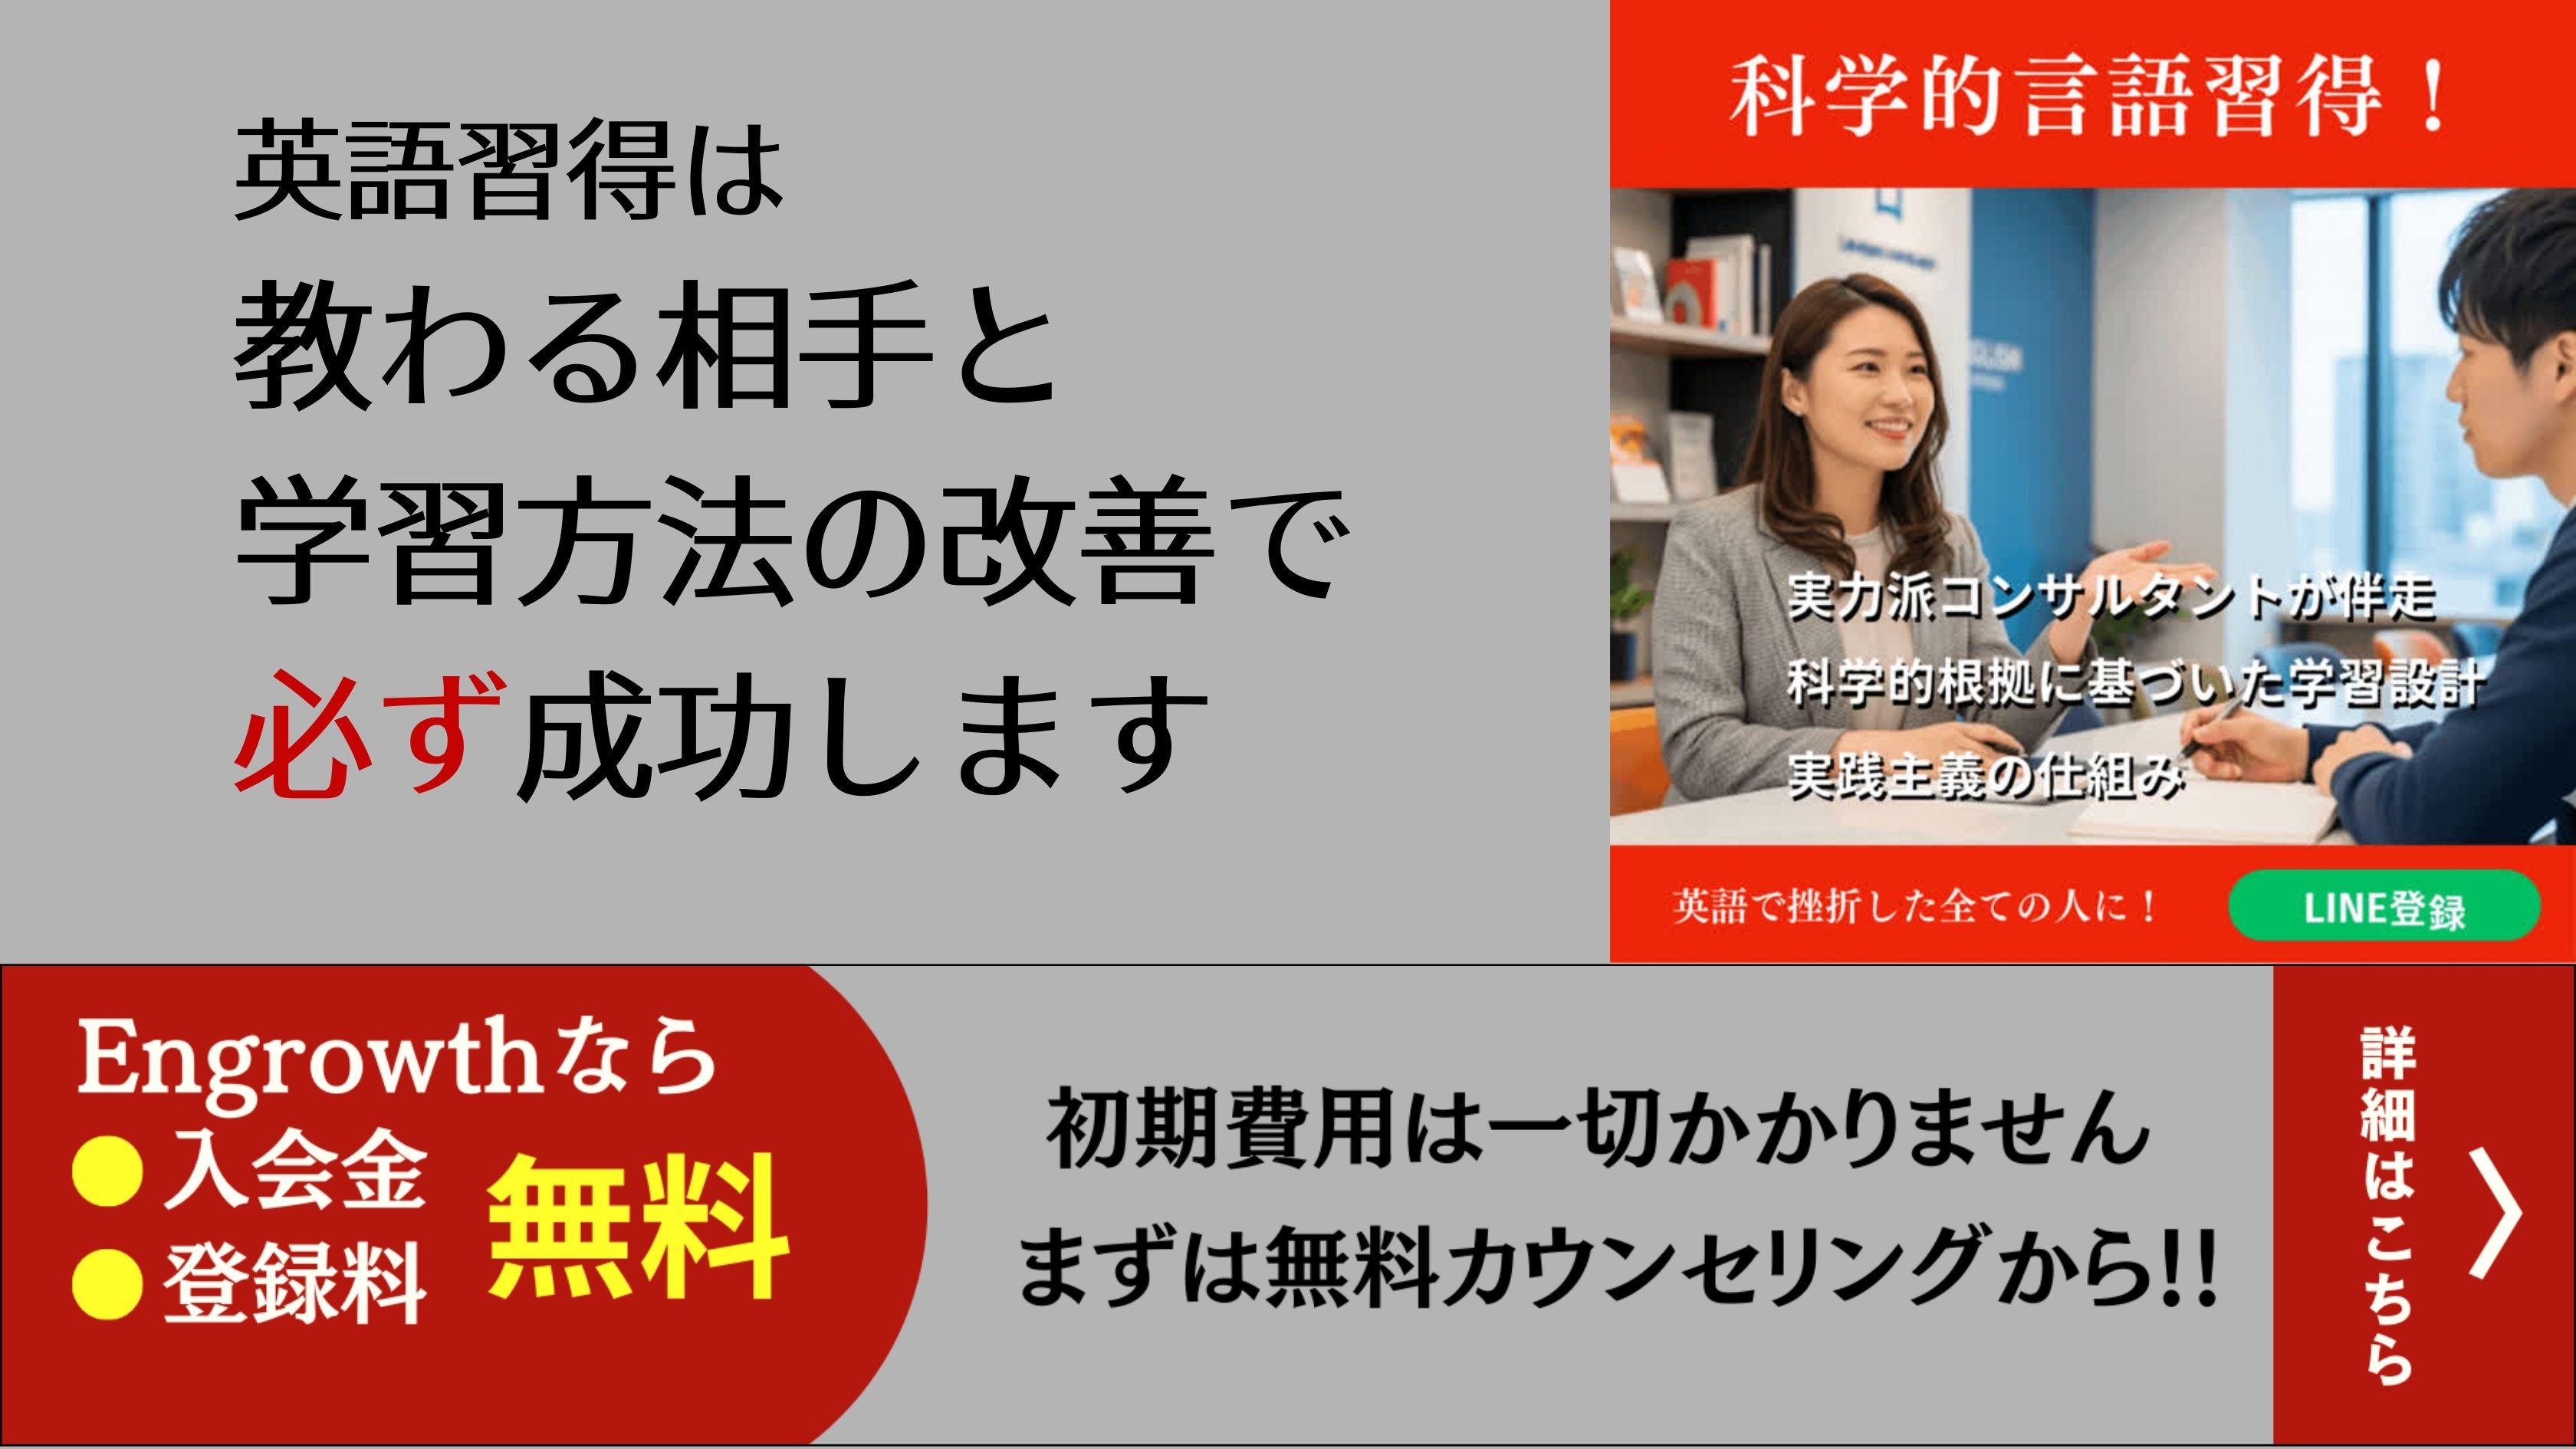 英語習得は
教わる相手と
学習方法の改善で
必ず成功します
科学的言語習得！
実力派コンサルタントが伴走
科学的根拠に基づいた学習設計
実践主義の仕組み
英語で挫折した全ての人に！
LINE登録
Engrowthなら
入会金
登録料
無料
初期費用は一切かかりません
まずは無料カウンセリングから!!
詳細はこちら